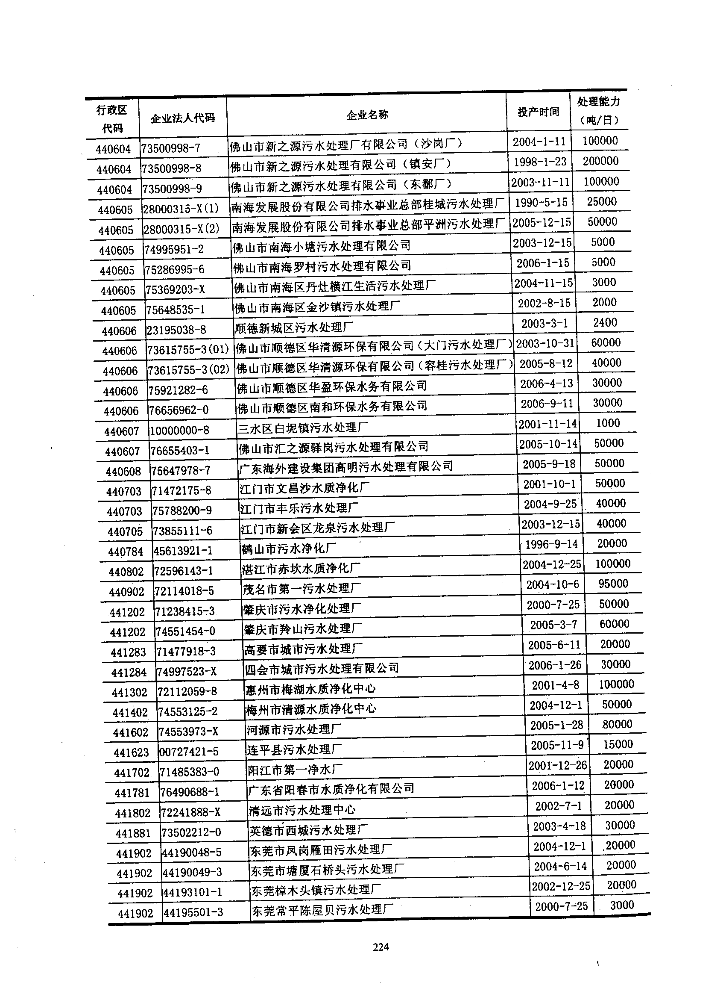 行政区代码 企业法人代码 企业名称 投产时间 处理能力（吨/日）
440604 73500998-7 佛山市新之源污水处理厂有限公司（沙岗厂） 2004-1-11 100000
440604 73500998-8 佛山市新之源污水处理有限公司（镇安厂） 1998-1-23 200000
440604 73500998-9 佛山市新之源污水处理有限公司（东鄱厂） 2003-11-11 100000
440605 28000315-X(1) 南海发展股份有限公司排水事业总部桂城污水处理厂 1990-5-15 25000
440605 28000315-X(2) 南海发展股份有限公司排水事业总部平洲污水处理厂 2005-12-15 50000
440605 74995951-2 佛山市南海小塘污水处理有限公司 2003-12-15 5000
440605 75286995-6 佛山市南海罗村污水处理有限公司 2006-1-15 5000
440605 75369203-X 佛山市南海区丹灶横江生活污水处理厂 2004-11-15 3000
440605 75648535-1 佛山市南海区金沙镇污水处理厂 2002-8-15 2000
440606 23195038-8 顺德新城区污水处理厂 2003-3-1 2400
440606 73615755-3(01) 佛山市顺德区华清源环保有限公司（大门污水处理厂） 2003-10-31 60000
440606 73615755-3(02) 佛山市顺德区华清源环保有限公司（容桂污水处理厂） 2005-8-12 40000
440606 75921282-6 佛山市顺德区华盈环保水务有限公司 2006-4-13 30000
440606 76656962-0 佛山市顺德区南和环保水务有限公司 2006-9-11 30000
440607 10000000-8 三水区白坭镇污水处理厂 2001-11-14 1000
440607 76655403-1 佛山市汇之源驿岗污水处理有限公司 2005-10-14 50000
440608 75647978-7 广东海外建设集团高明污水处理有限公司 2005-9-18 50000
440703 71472175-8 江门市文昌沙水质净化厂 2001-10-1 50000
440703 75788200-9 江门市丰乐污水处理厂 2004-9-25 40000
440705 73855111-6 江门市新会区龙泉污水处理厂 2003-12-15 40000
440784 45613921-1 鹤山市污水净化厂 1996-9-14 20000
440802 72596143-1 湛江市赤坎水质净化厂 2004-12-25 100000
440902 72114018-5 茂名市第一污水处理厂 2004-10-6 95000
441202 71238415-3 肇庆市污水净化处理厂 2000-7-25 50000
441202 74551454-0 肇庆市羚山污水处理厂 2005-3-7 60000
441283 71477918-3 高要市城市污水处理厂 2005-6-11 20000
441284 74997523-X 四会市城市污水处理有限公司 2006-1-26 30000
441302 72112059-8 惠州市梅湖水质净化中心 2001-4-8 100000
441402 74553125-2 梅州市清源水质净化中心 2004-12-1 50000
441602 74553973-X 河源市污水处理厂 2005-1-28 80000
441623 00727421-5 连平县污水处理厂 2005-11-9 15000
441702 71485383-0 阳江市第一净水厂 2001-12-26 20000
441781 76490688-1 广东省阳春市水质净化有限公司 2006-1-12 20000
441802 72241888-X 清远市污水处理中心 2002-7-1 20000
441881 73502212-0 英德市西城污水处理厂 2003-4-18 30000
441902 44190048-5 东莞市凤岗雁田污水处理厂 2004-12-1 20000
441902 44190049-3 东莞市塘厦石桥头污水处理厂 2004-6-14 20000
441902 44193101-1 东莞樟木头镇污水处理厂 2002-12-25 20000
441902 44195501-3 东莞常平陈屋贝污水处理厂 2000-7-25 3000
224